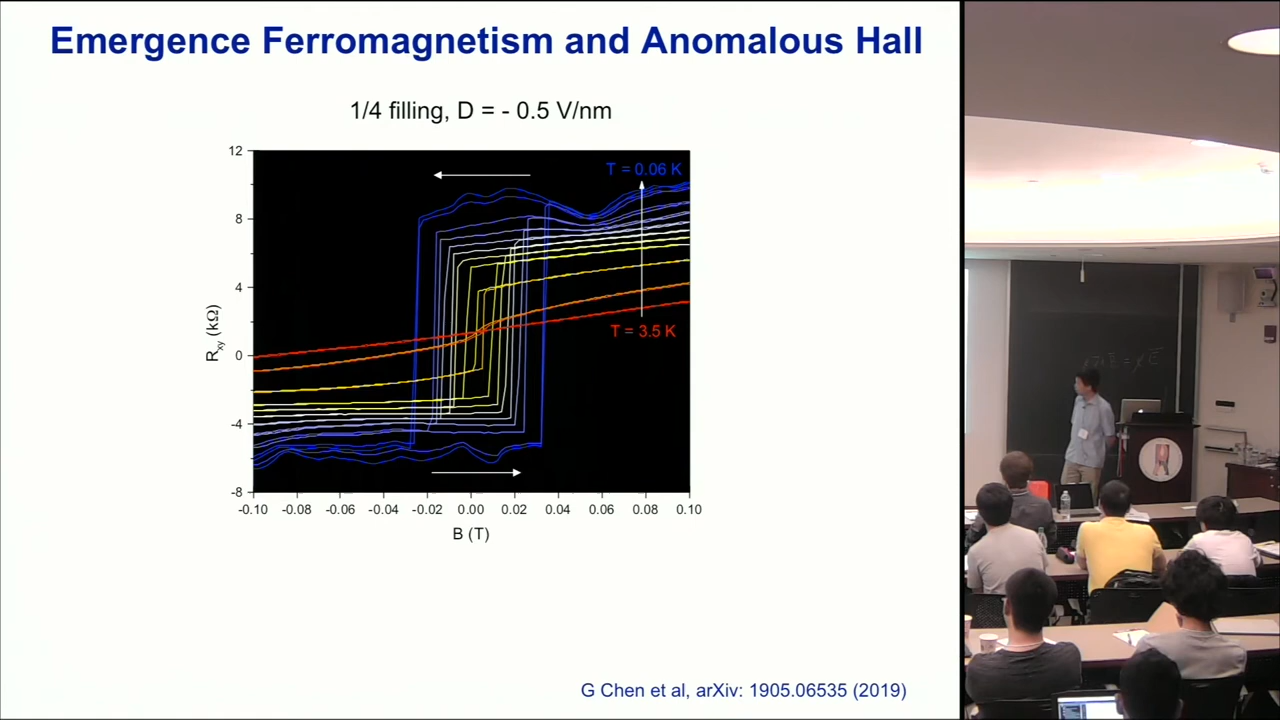 Emergence Ferromagnetism and Anomalous Hall
1/4 filling, D = - 0.5 V/nm
T = 0.06 K
T = 3.5 K
12
8
4
0
-4
-8
Rxy (kΩ)
-0.10 -0.08 -0.06 -0.04 -0.02 0.00 0.02 0.04 0.06 0.08 0.10
B (T)
G Chen et al, arXiv: 1905.06535 (2019)